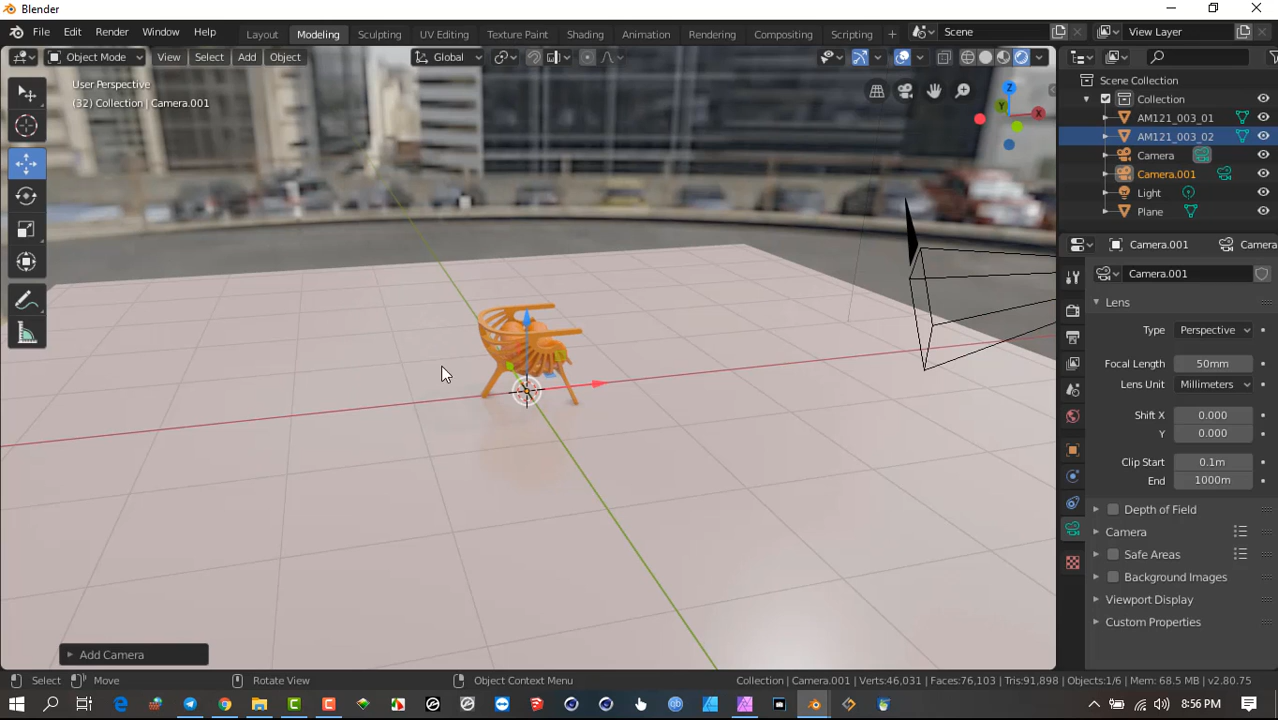 Blender
File Edit Render Window Help
Layout Modeling Sculpting UV Editing Texture Paint Shading Animation Rendering Compositing Scripting + Scene View Layer
Object Mode View Select Add Object Global
User Perspective
(32) Collection | Camera.001
Z
Y
X
Scene Collection
Collection
AM121_003_01
AM121_003_02
Camera
Camera.001
Light
Plane
Camera.001 Camera
Camera.001
Lens
Type Perspective
Focal Length 50mm
Lens Unit Millimeters
Shift X 0.000
Y 0.000
Clip Start 0.1m
End 1000m
Depth of Field
Camera
Safe Areas
Background Images
Viewport Display
Custom Properties
Add Camera
Select Move Rotate View Object Context Menu Collection | Camera.001 | Verts:46,031 | Faces:76,103 | Tris:91,898 | Objects:1/6 | Mem: 68.5 MB | v2.80.75
8:56 PM